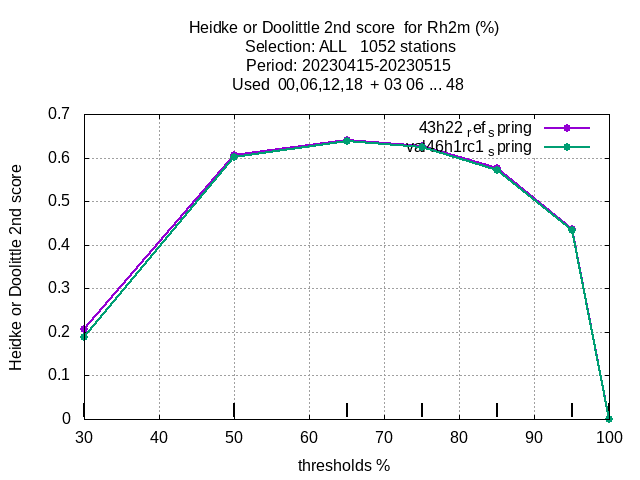 Heidke or Doolittle 2nd score for Rh2m (%)
Selection: ALL 1052 stations
Period: 20230415-20230515
Used 00,06,12,18 + 03 06 ... 48
43h22 ref spring
val46h1rc1 spring
0.7
0.6
0.5
0.4
0.3
0.2
0.1
0
Heidke or Doolittle 2nd score
30 40 50 60 70 80 90 100
thresholds %